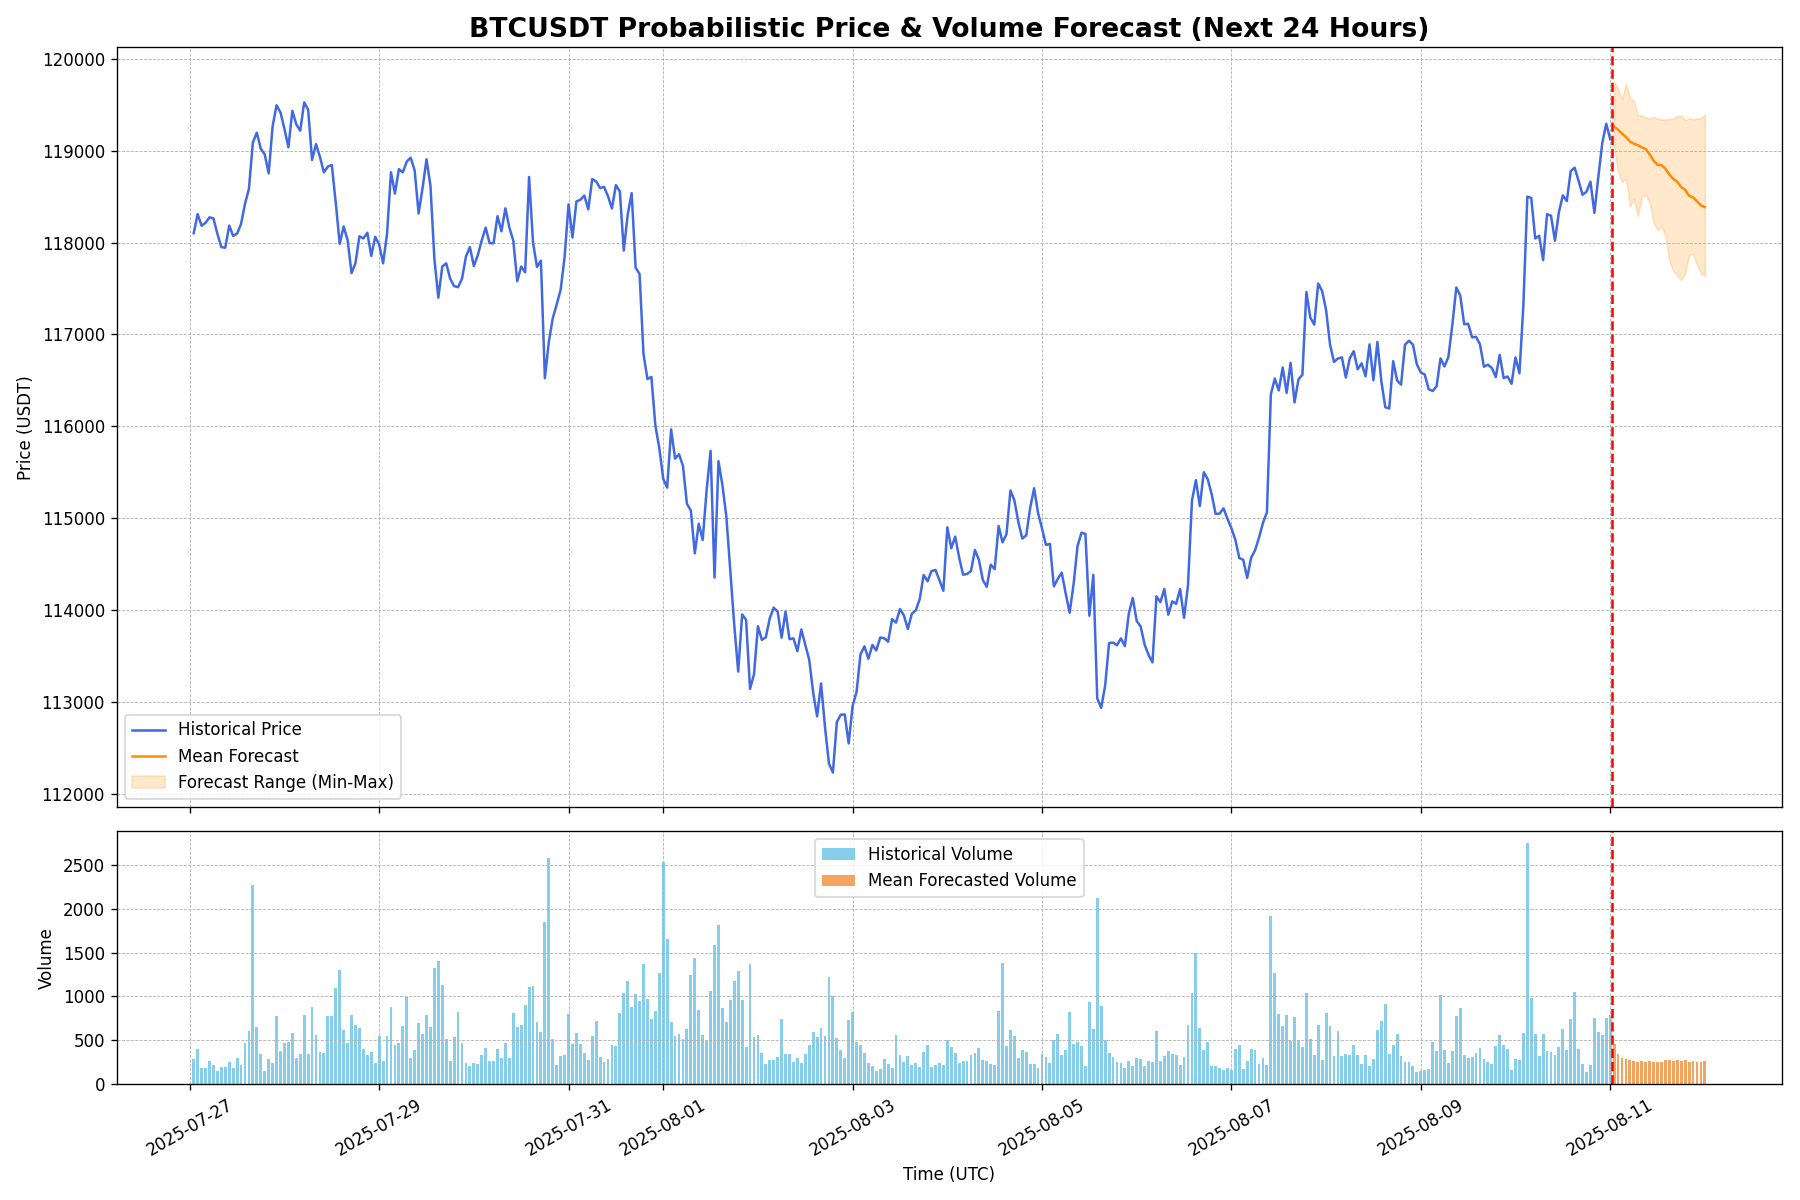 BTCUSDT Probabilistic Price & Volume Forecast (Next 24 Hours)
120000
119000
118000
117000
116000
115000
114000
113000
112000
Price (USDT)
Historical Price
Mean Forecast
Forecast Range (Min-Max)
2500
2000
1500
1000
500
0
Volume
Historical Volume
Mean Forecasted Volume
2025-07-27
2025-07-29
2025-07-31
2025-08-01
2025-08-03
2025-08-05
2025-08-07
2025-08-09
2025-08-11
Time (UTC)